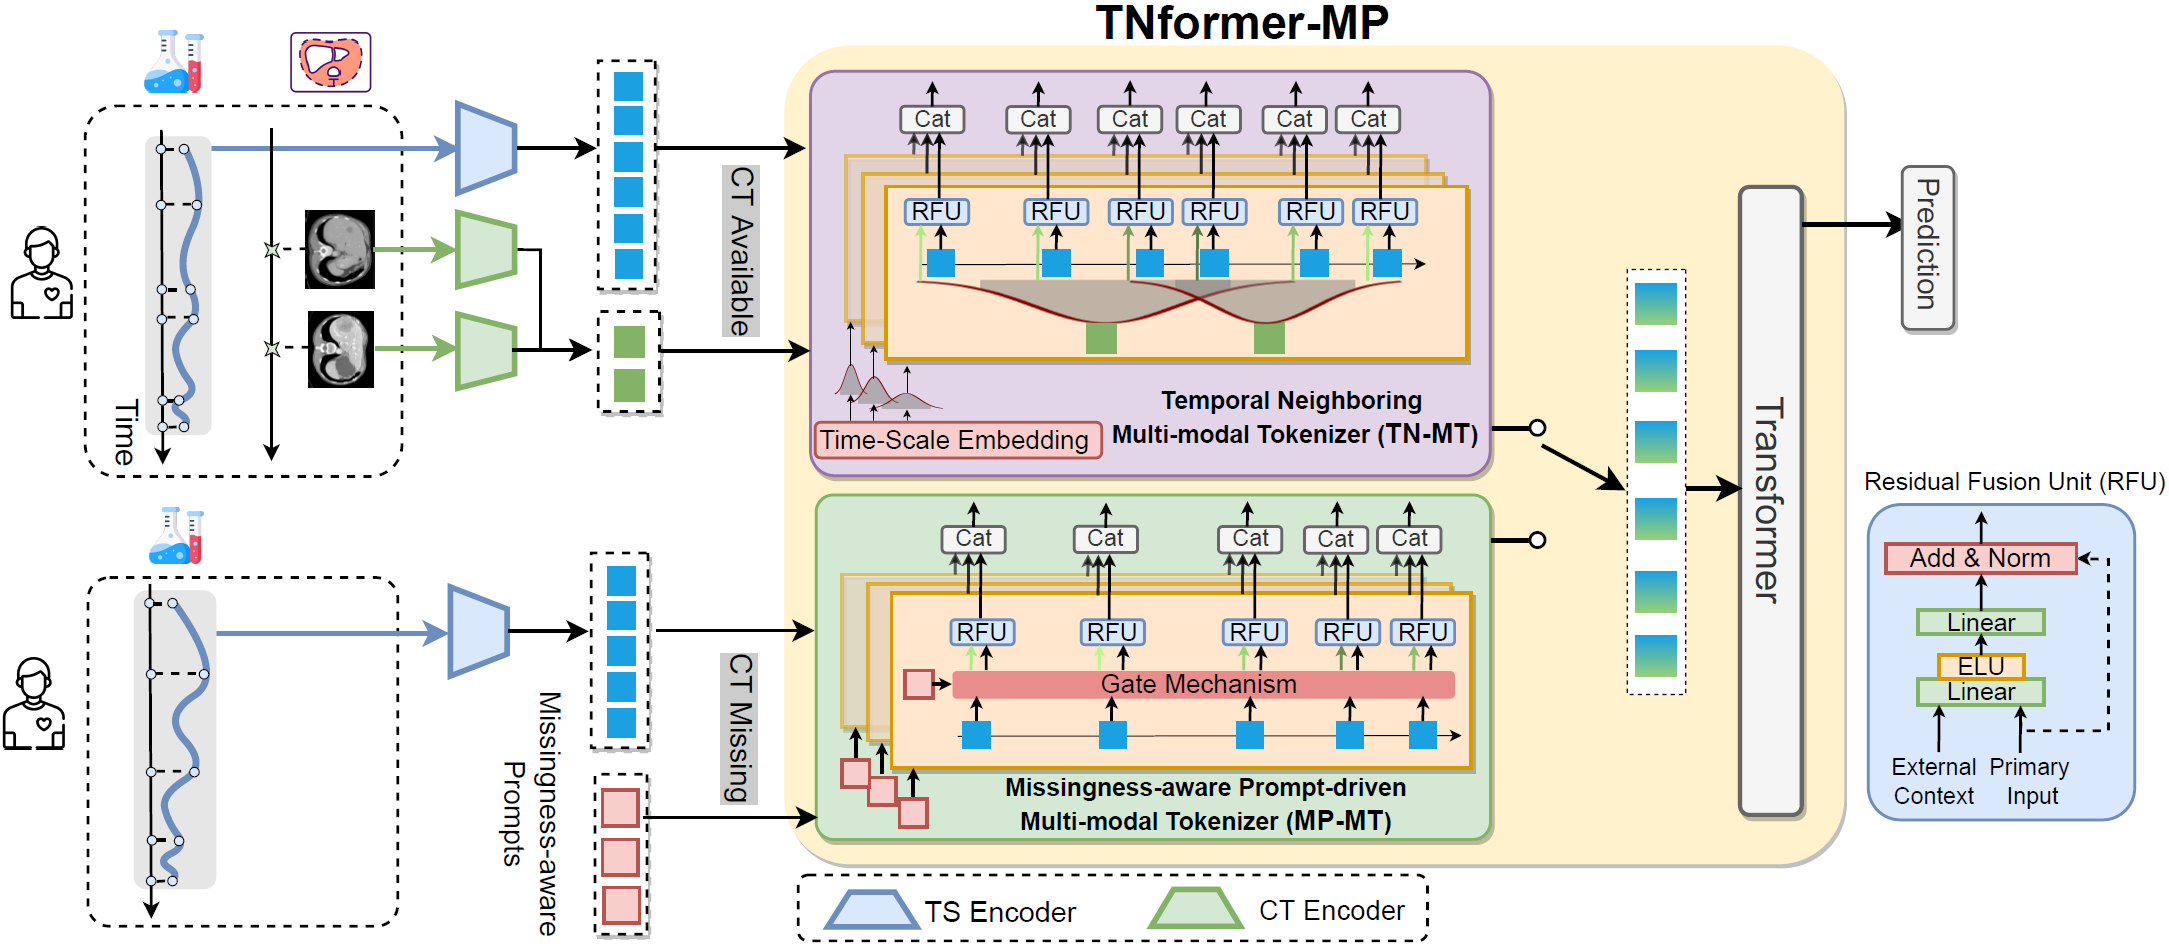 TNformer-MP
Time
CT Available
Cat Cat Cat Cat Cat Cat
RFU RFU RFU RFU RFU RFU
Time-Scale Embedding
Temporal Neighboring
Multi-modal Tokenizer (TN-MT)
Missingness-aware
Prompts
CT Missing
Cat Cat Cat Cat Cat
RFU RFU RFU RFU RFU
Gate Mechanism
Missingness-aware Prompt-driven
Multi-modal Tokenizer (MP-MT)
Transformer
Prediction
Residual Fusion Unit (RFU)
Add & Norm
Linear
ELU
Linear
External Primary
Context Input
TS Encoder
CT Encoder